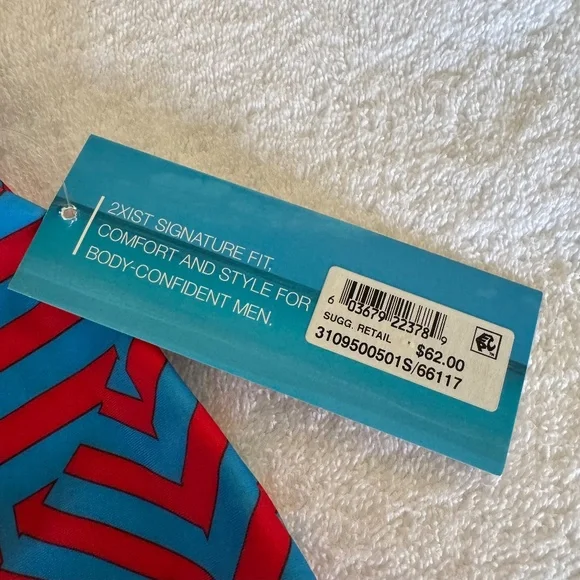 2XIST SIGNATURE FIT,
COMFORT AND STYLE FOR
BODY-CONFIDENT MEN.
6 03679 22378 9
SUGG. RETAIL $62.00
3109500501S/66117